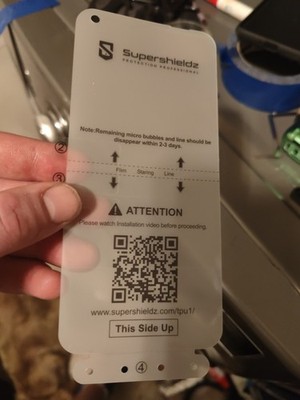 Supershieldz
PROTECTION PROFESSIONAL
Note:Remaining micro bubbles and line should be
disappear within 2-3 days.
②
Film Staring Line
③
ATTENTION
Please watch Installation video before proceeding.
www.supershieldz.com/tpu1/
This Side Up
④